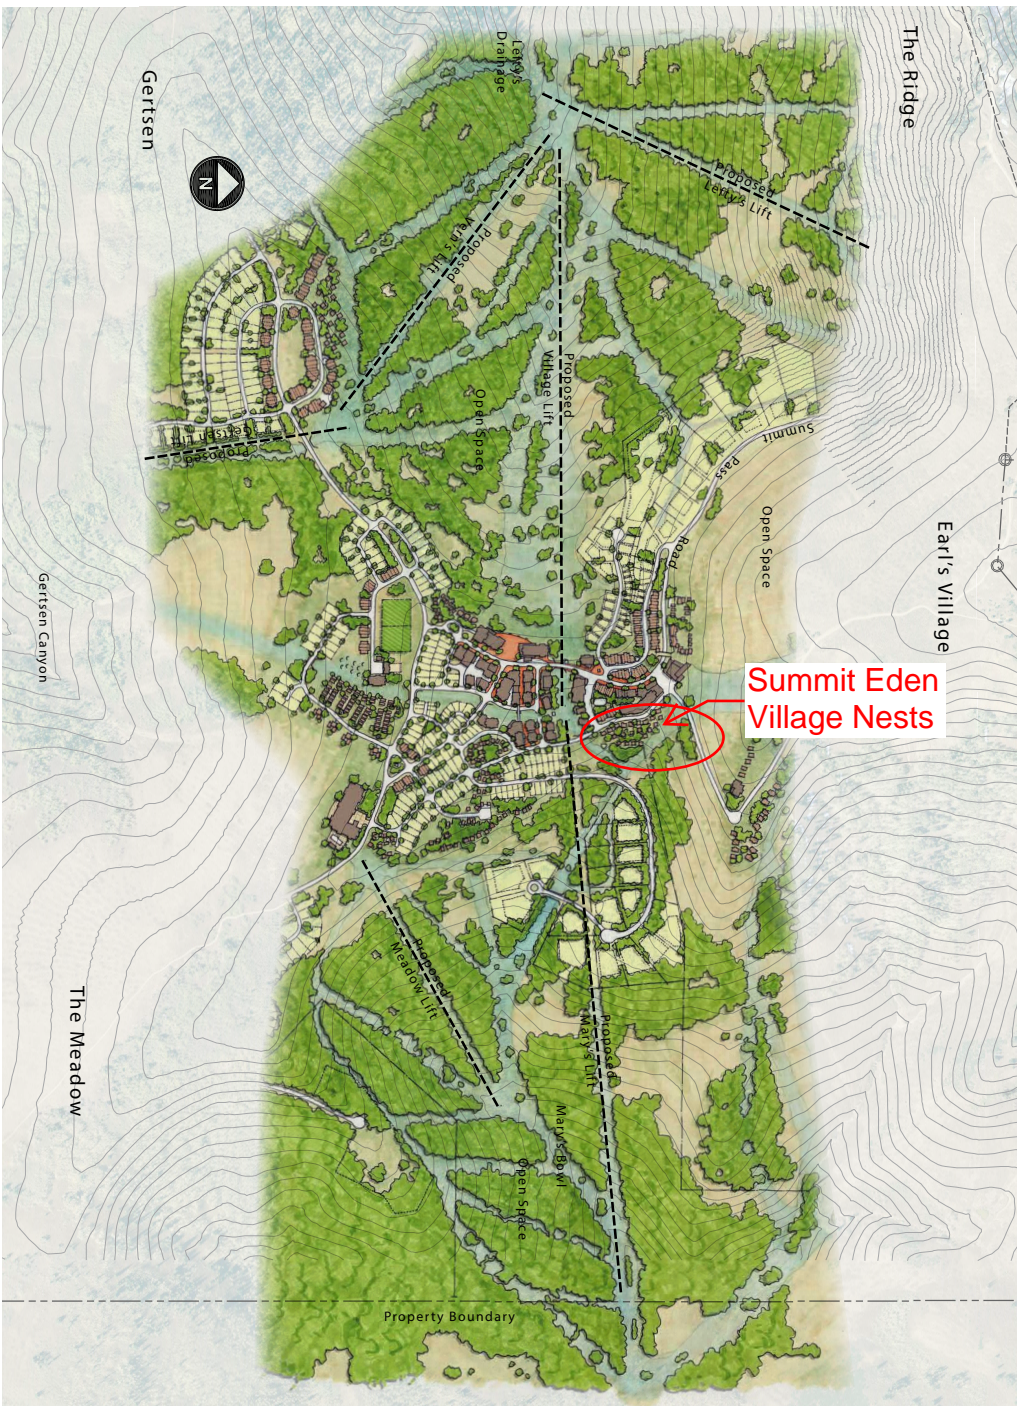 The Ridge
Lefty's
Drainage
Gertsen
N
Proposed
Lefty's Lift
Proposed
Vern's Lift
Proposed
Village Lift
Open Space
Summit
Pass
Road
Proposed
Gertsen Lift
Open Space
Earl's Village
Gertsen Canyon
Summit Eden
Village Nests
Proposed
Meadow Lift
Proposed
Mary's Lift
The Meadow
Mary's Bowl
Open Space
Property Boundary